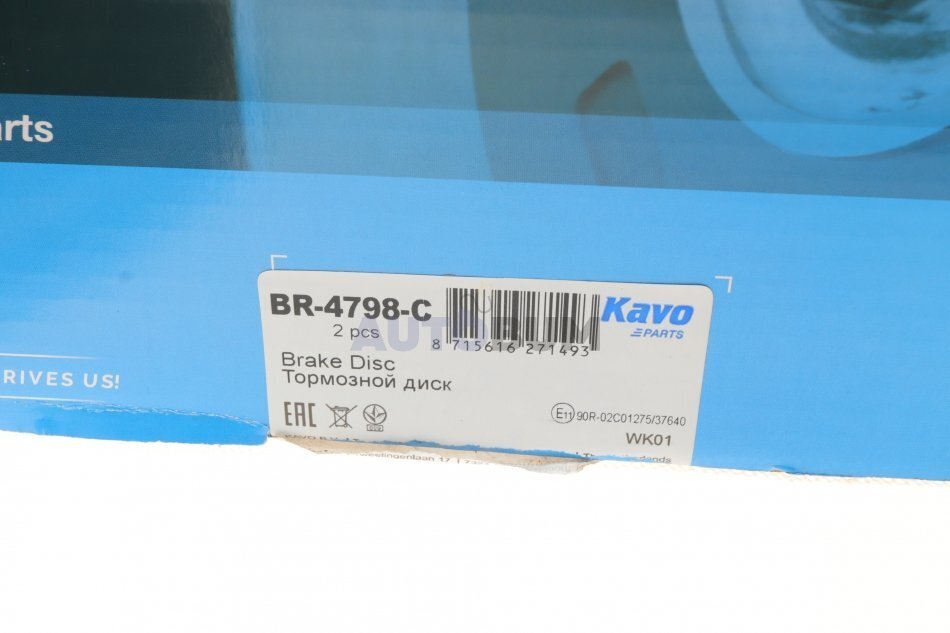 arts
BR-4798-C
2 pcs
8 715616 271493
Kavo
PARTS
Brake Disc
Тормозной диск
RIVES US!
EAC
E11 90R-02C01275/37640
WK01
KAVO B.V.